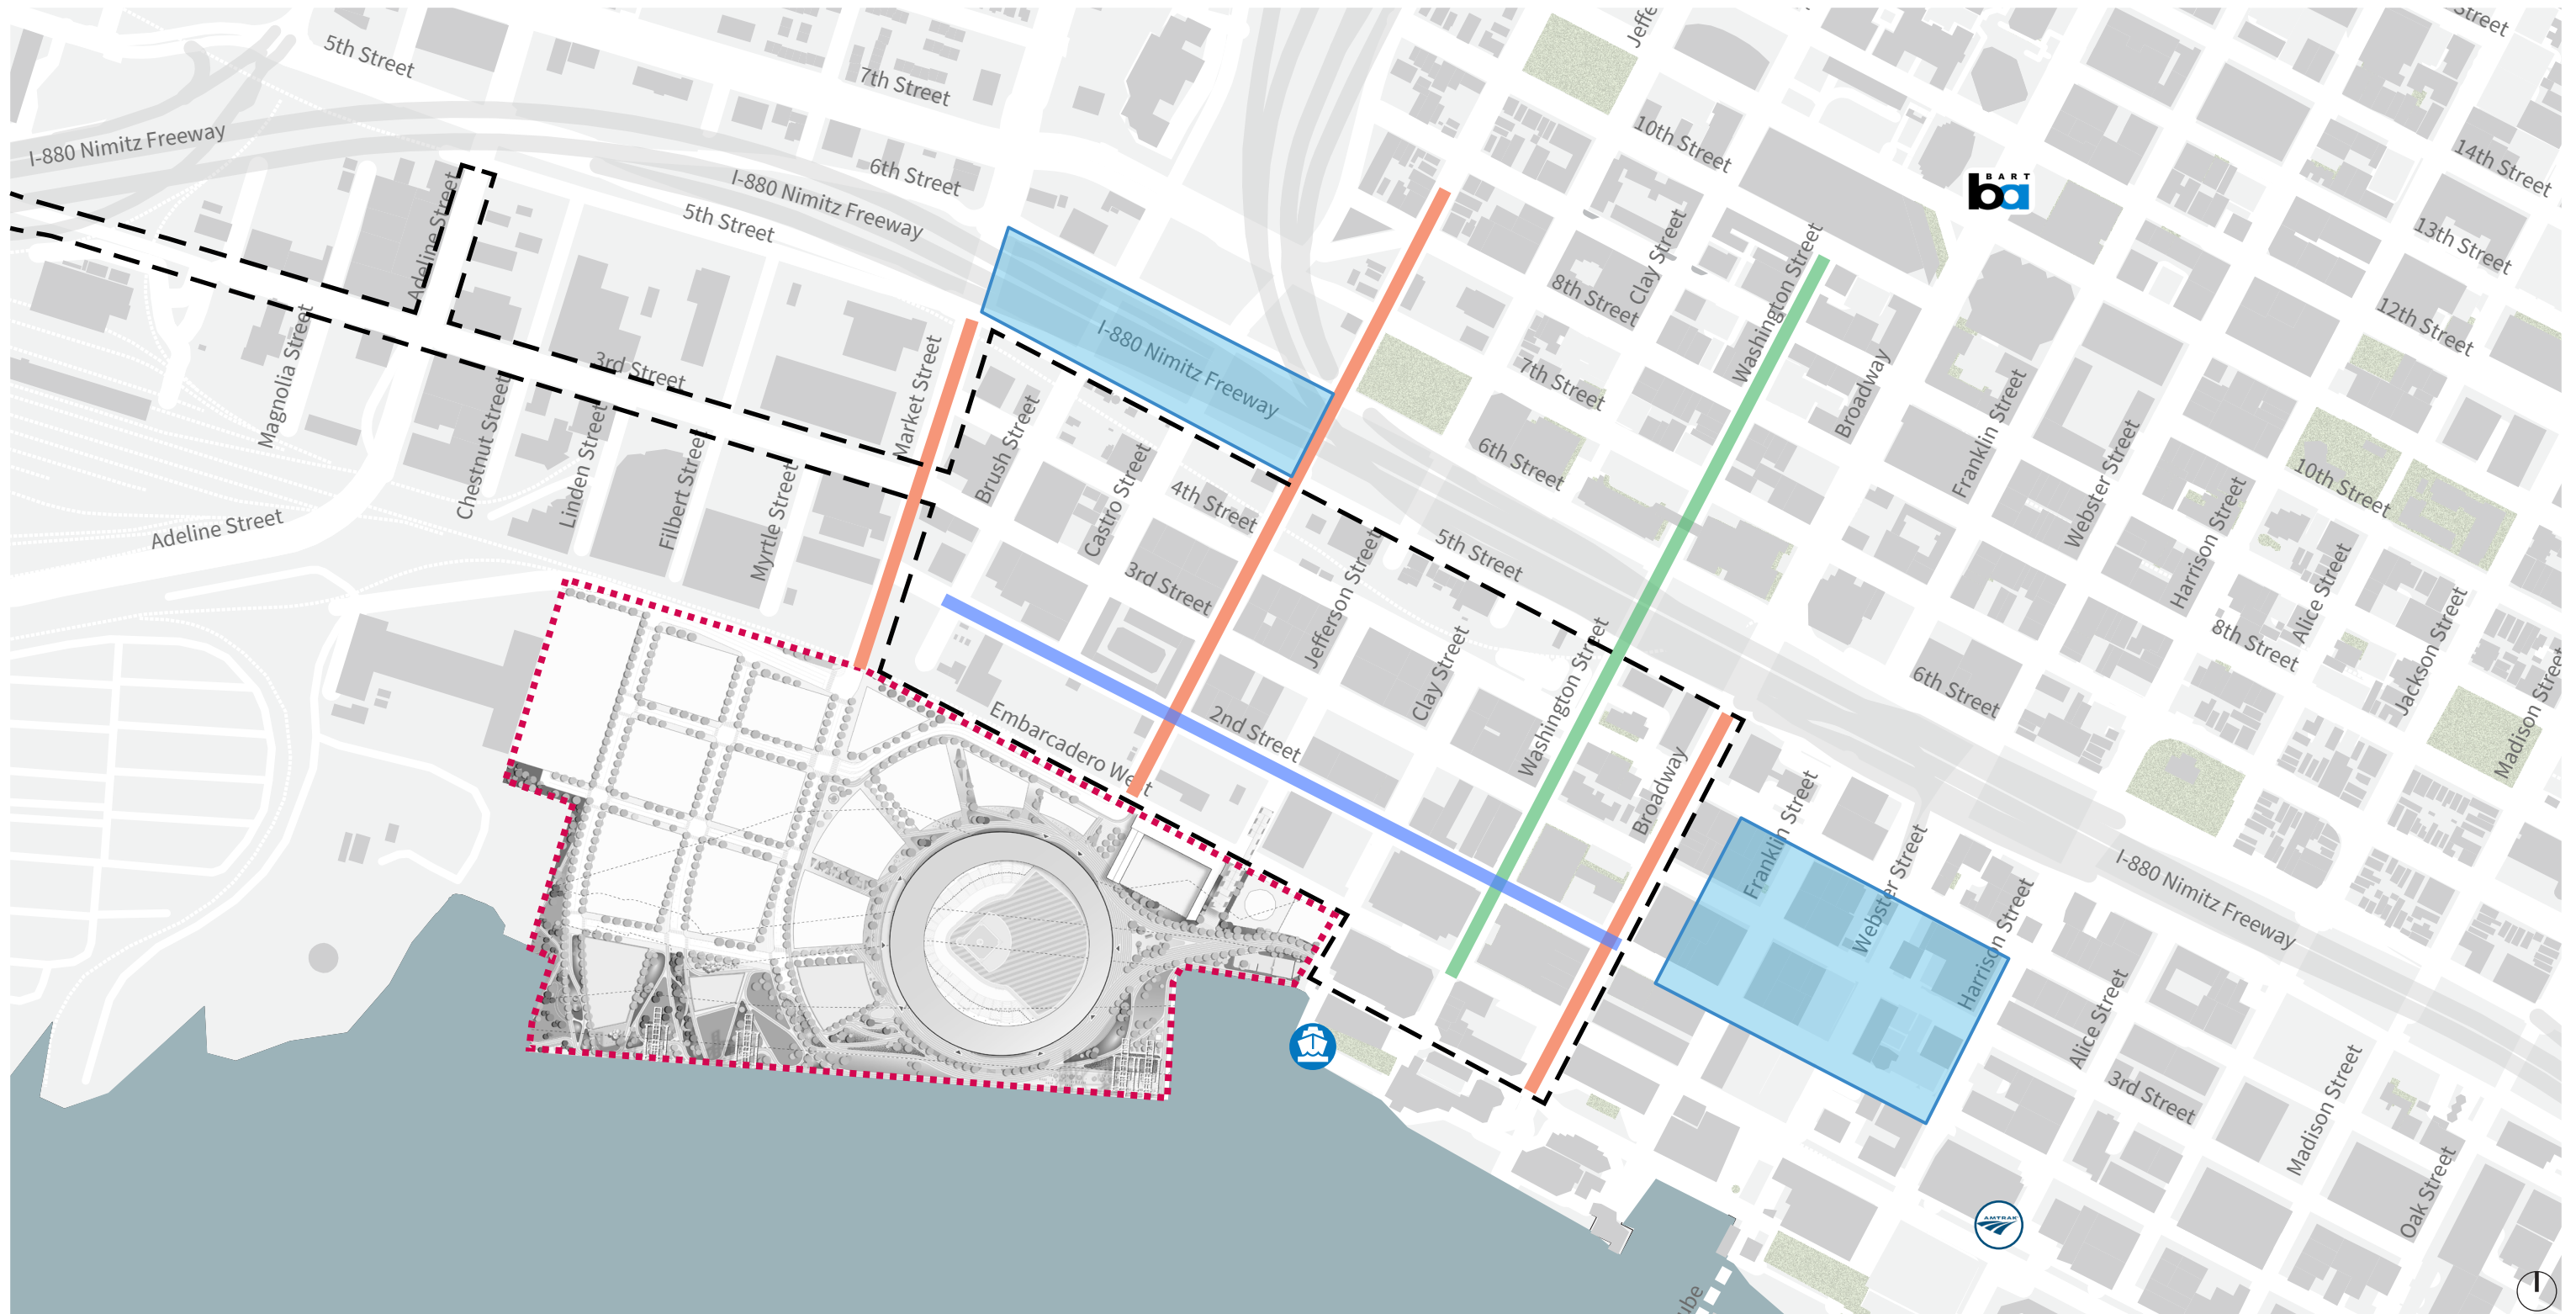 Street
Jeffe
5th Street
7th Street
10th Street
14th Street
I-880 Nimitz Freeway
BART
ba
6th Street
I-880 Nimitz Freeway
5th Street
Adeline Street
Clay Street
Washington Street
13th Street
8th Street
12th Street
I-880 Nimitz Freeway
Magnolia Street
3rd Street
Market Street
7th Street
Broadway
Franklin Street
Brush Street
Chestnut Street
Linden Street
Filbert Street
Myrtle Street
Castro Street
4th Street
6th Street
Webster Street
Harrison Street
10th Street
Adeline Street
5th Street
3rd Street
Jefferson Street
Alice Street
Jackson Street
8th Street
Clay Street
Washington Street
6th Street
Madison Street
Embarcadero West
2nd Street
Broadway
Franklin Street
Webster Street
I-880 Nimitz Freeway
Harrison Street
Alice Street
3rd Street
Madison Street
Oak Street
AMTRAK
ube